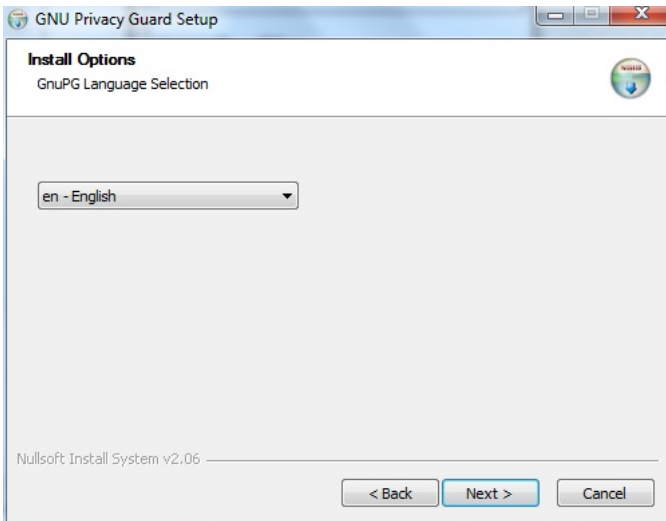 GNU Privacy Guard Setup
Install Options
GnuPG Language Selection
en - English
Nullsoft Install System v2.06
< Back
Next >
Cancel